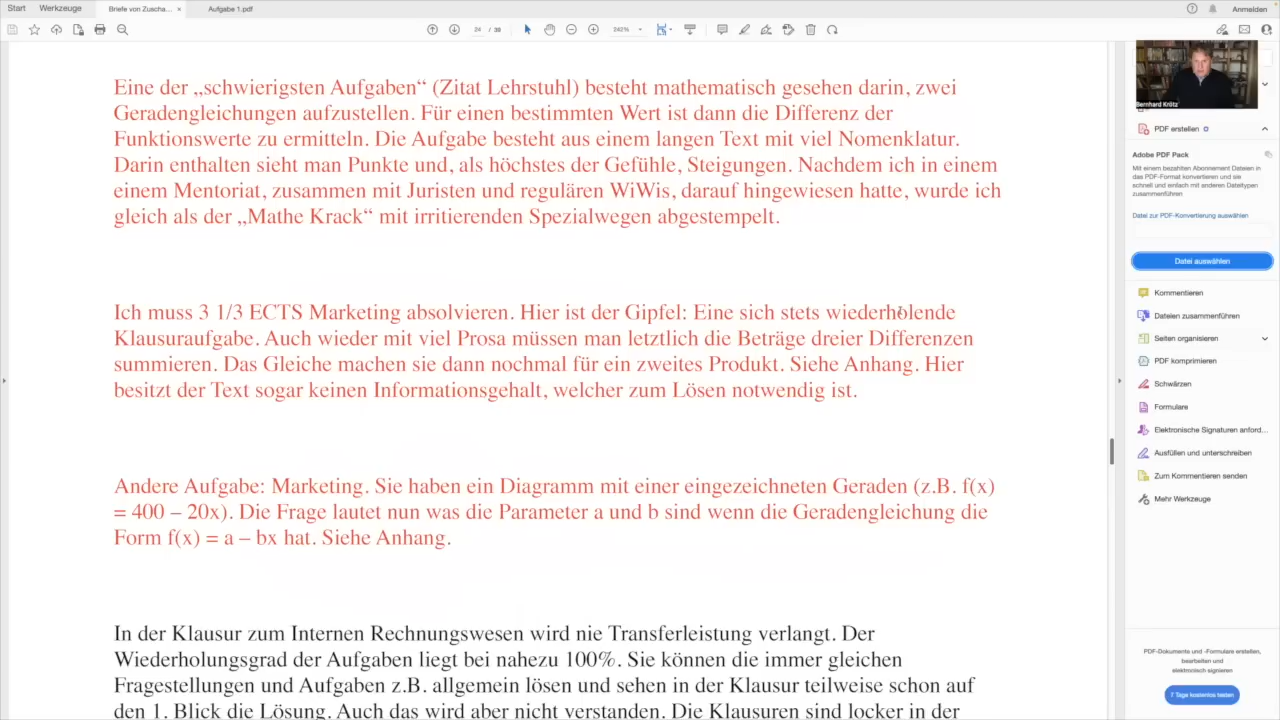 Start Werkzeuge Briefe von Zuscha... × Aufgabe 1.pdf Anmelden
24 / 38 242%
Eine der „schwierigsten Aufgaben“ (Zitat Lehrstuhl) besteht mathematisch gesehen darin, zwei
Geradengleichungen aufzustellen. Für einen bestimmten Wert ist dann die Differenz der
Funktionswerte zu ermitteln. Die Aufgabe besteht aus einem langen Text mit viel Nomenklatur.
Darin enthalten sieht man Punkte und, als höchstes der Gefühle, Steigungen. Nachdem ich in einem
einem Mentoriat, zusammen mit Juristen und regulären WiWis, darauf hingewiesen hatte, wurde ich
gleich als der „Mathe Krack“ mit irritierenden Spezialwegen abgestempelt.
Ich muss 3 1/3 ECTS Marketing absolvieren. Hier ist der Gipfel: Eine sich stets wiederholende
Klausuraufgabe. Auch wieder mit viel Prosa müssen man letztlich die Beträge dreier Differenzen
summieren. Das Gleiche machen sie dann nochmal für ein zweites Produkt. Siehe Anhang. Hier
besitzt der Text sogar keinen Informationsgehalt, welcher zum Lösen notwendig ist.
Andere Aufgabe: Marketing. Sie haben ein Diagramm mit einer eingezeichneten Geraden (z.B. f(x)
= 400 – 20x). Die Frage lautet nun was die Parameter a und b sind wenn die Geradengleichung die
Form f(x) = a – bx hat. Siehe Anhang.
In der Klausur zum Internen Rechnungswesen wird nie Transferleistung verlangt. Der
Wiederholungsgrad der Aufgaben liegt bei nahezu 100%. Sie können die immer gleichen
Fragestellungen und Aufgaben z.B. allgemein lösen und sehen in der Klausur teilweise schon auf
den 1. Blick die Lösung. Auch das wird aber nicht verstanden. Die Klausuren sind locker in der
Bernhard Krötz
PDF erstellen
Adobe PDF Pack
Mit einem bezahlten Abonnement Dateien in
das PDF-Format konvertieren und sie
schnell und einfach mit anderen Dateitypen
zusammenführen
Datei zur PDF-Konvertierung auswählen
Datei auswählen
Kommentieren
Dateien zusammenführen
Seiten organisieren
PDF komprimieren
Schwärzen
Formulare
Elektronische Signaturen anford...
Ausfüllen und unterschreiben
Zum Kommentieren senden
Mehr Werkzeuge
PDF-Dokumente und -Formulare erstellen,
bearbeiten und
elektronisch signieren
7 Tage kostenlos testen